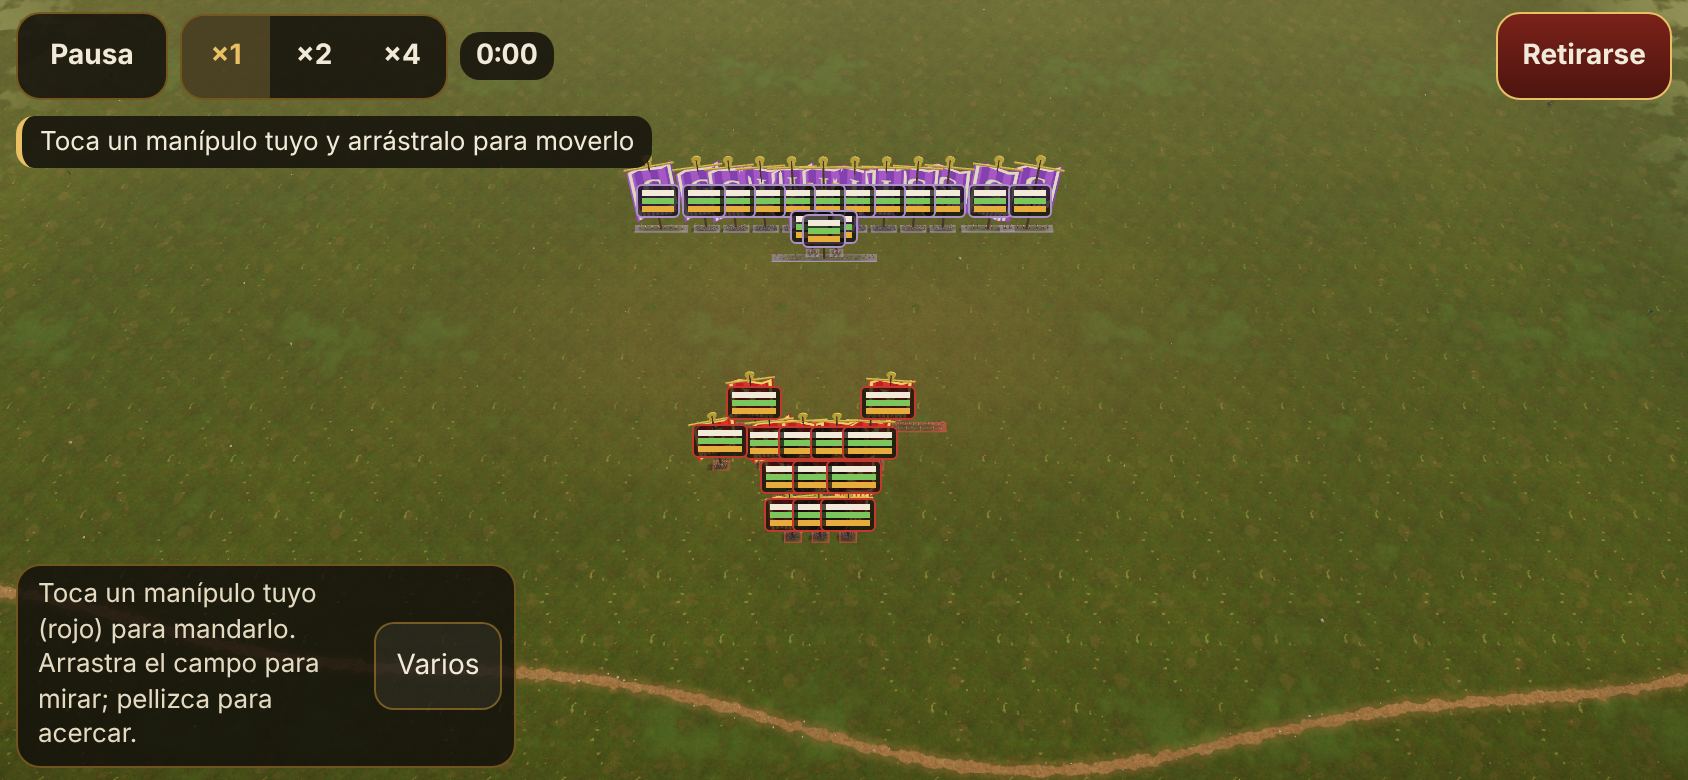 Pausa
×1
×2
×4
0:00
Retirarse
Toca un manípulo tuyo y arrástralo para moverlo
Toca un manípulo tuyo
(rojo) para mandarlo.
Arrastra el campo para
mirar; pellizca para
acercar.
Varios